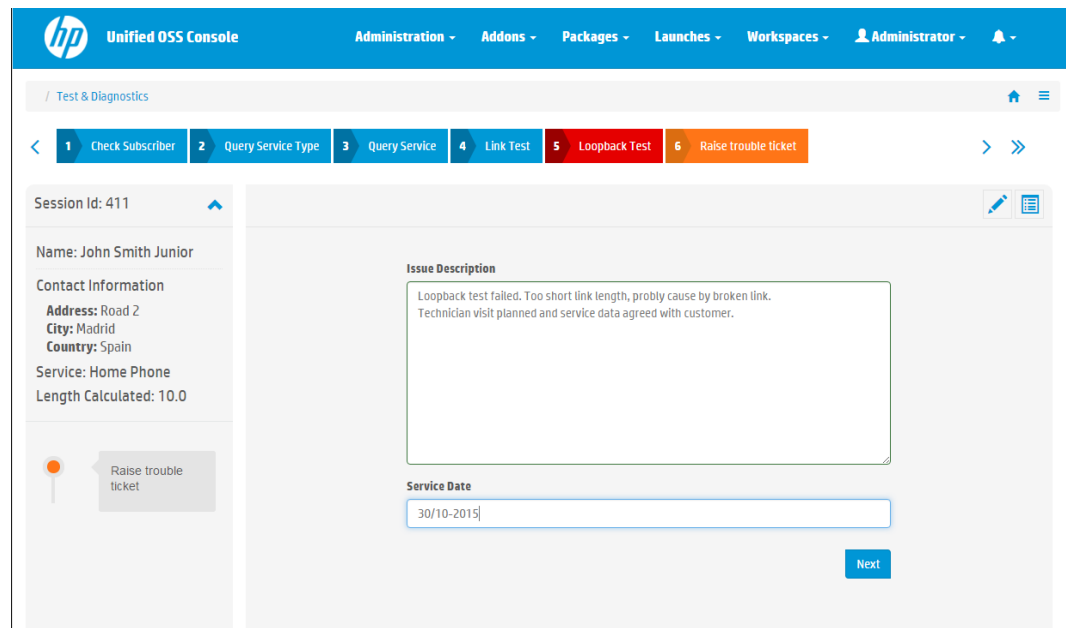 hp
Unified OSS Console
Administration
Addons
Packages
Launches
Workspaces
Administrator
/ Test & Diagnostics
1 Check Subscriber
2 Query Service Type
3 Query Service
4 Link Test
5 Loopback Test
6 Raise trouble ticket
Session Id: 411
Name: John Smith Junior
Contact Information
Address: Road 2
City: Madrid
Country: Spain
Service: Home Phone
Length Calculated: 10.0
Raise trouble
ticket
Issue Description
Loopback test failed. Too short link length, probly cause by broken link.
Technician visit planned and service data agreed with customer.
Service Date
30/10-2015
Next